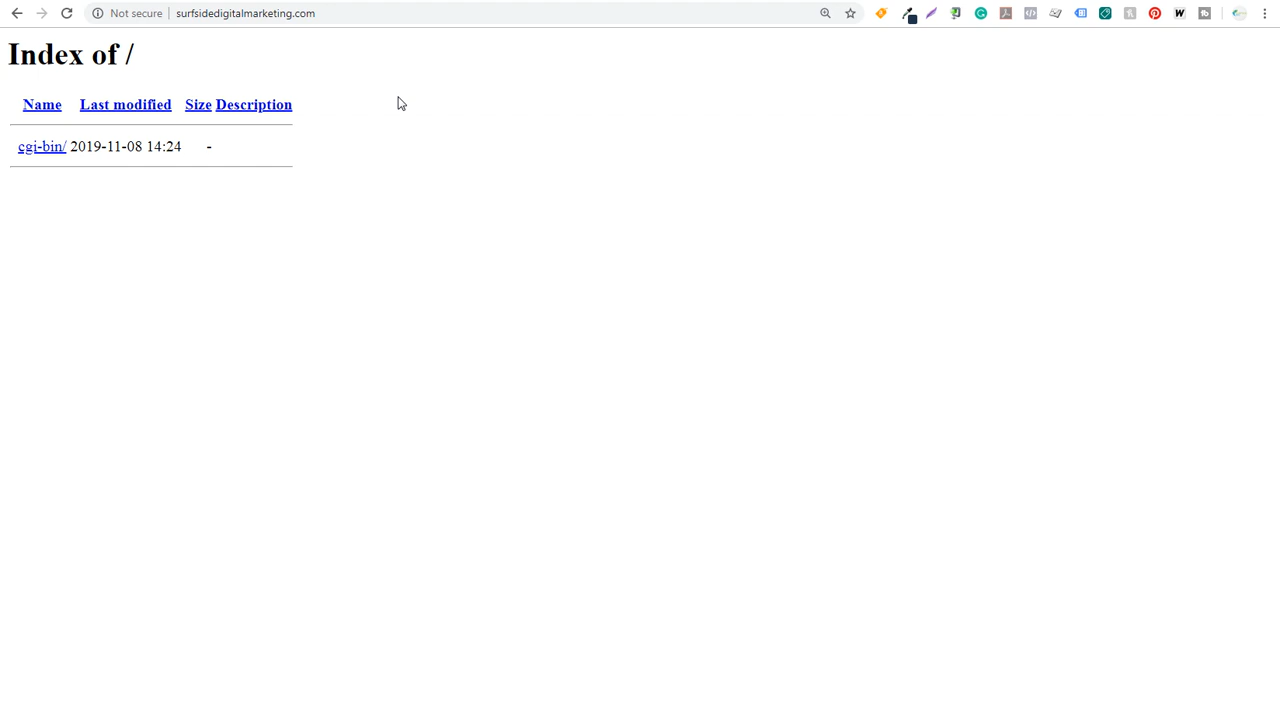 Not secure surfsidedigitalmarketing.com
Index of /
Name Last modified Size Description
cgi-bin/ 2019-11-08 14:24 -